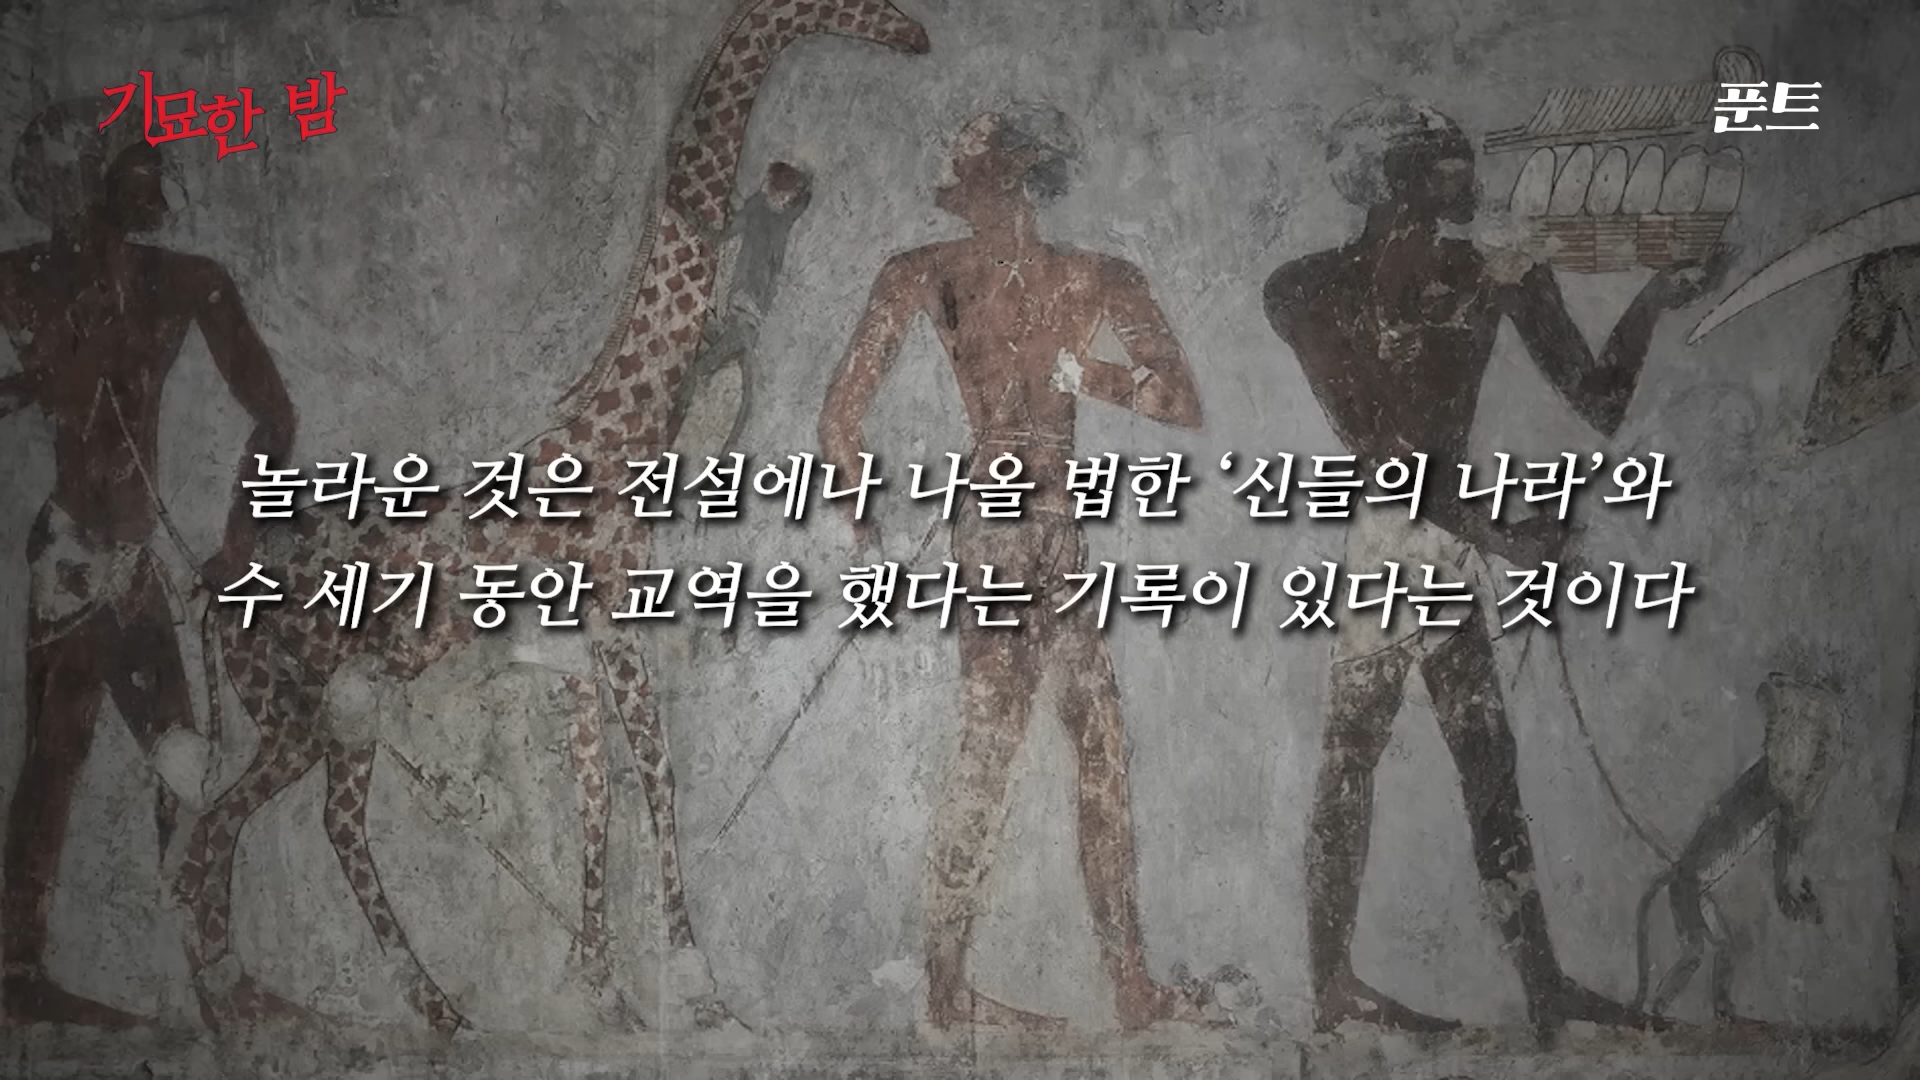 기묘한 밤
푼트
놀라운 것은 전설에나 나올 법한 ‘신들의 나라’와
수 세기 동안 교역을 했다는 기록이 있다는 것이다